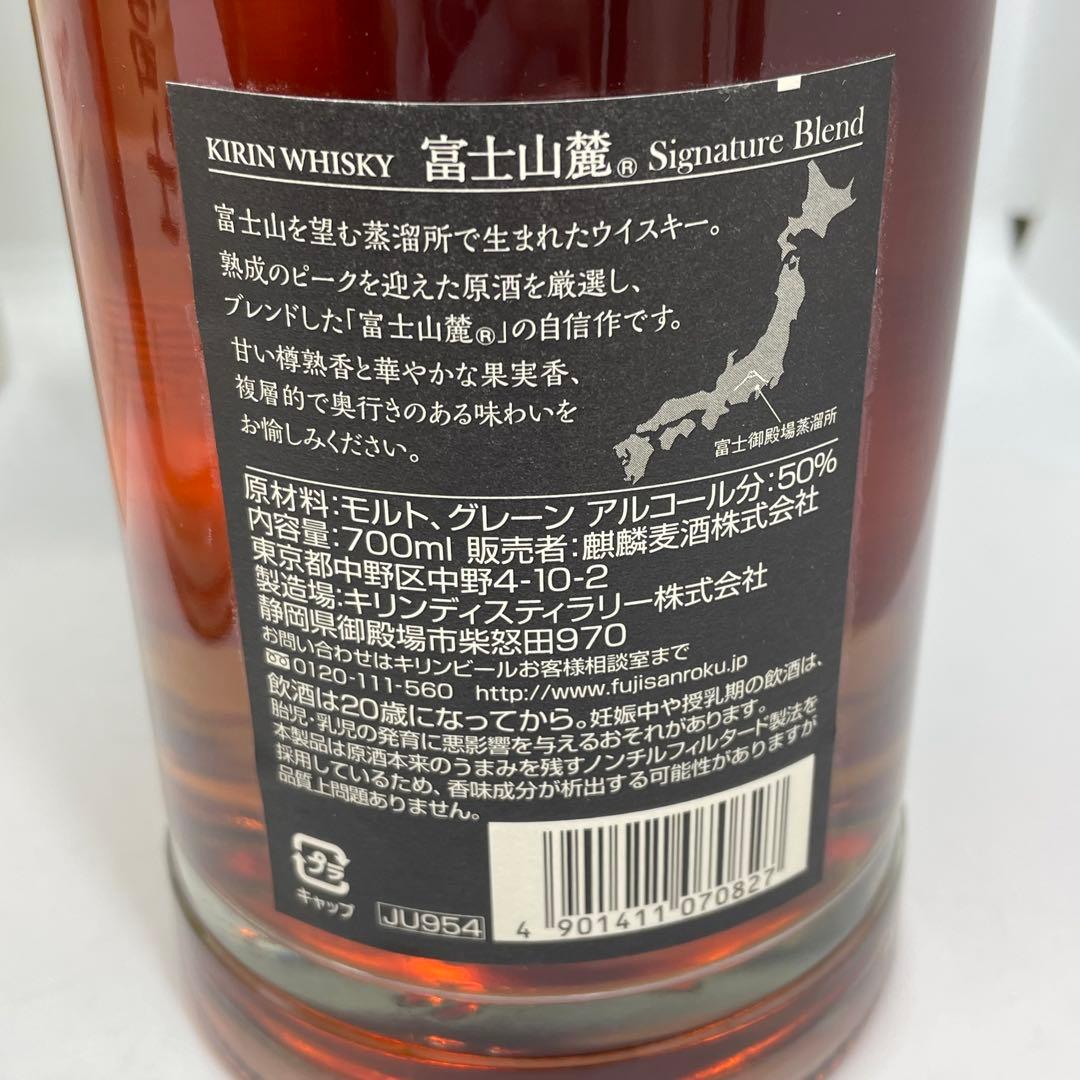 KIRIN WHISKY 富士山麓® Signature Blend
富士山を望む蒸溜所で生まれたウイスキー。
熟成のピークを迎えた原酒を厳選し、
ブレンドした「富士山麓®」の自信作です。
甘い樽熟香と華やかな果実香、
複層的で奥行きのある味わいを
お愉しみください。
富士御殿場蒸溜所
原材料:モルト、グレーン アルコール分:50%
内容量:700ml 販売者:麒麟麦酒株式会社
東京都中野区中野4-10-2
製造場:キリンディスティラリー株式会社
静岡県御殿場市柴怒田970
お問い合わせはキリンビールお客様相談室まで
0120-111-560 http://www.fujisanroku.jp
飲酒は20歳になってから。妊娠中や授乳期の飲酒は、
胎児・乳児の発育に悪影響を与えるおそれがあります。
本製品は原酒本来のうまみを残すノンチルフィルタード製法を
採用しているため、香味成分が析出する可能性がありますが
品質上問題ありません。
プラ
キャップ
JU954
4 901411 070827